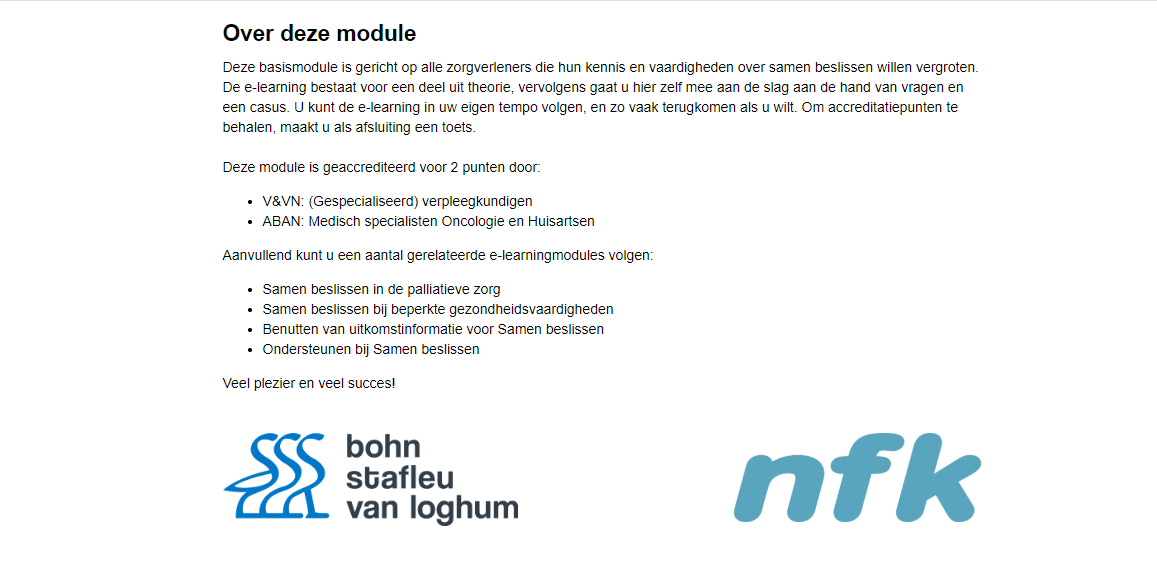 Over deze module
Deze basismodule is gericht op alle zorgverleners die hun kennis en vaardigheden over samen beslissen willen vergroten.
De e-learning bestaat voor een deel uit theorie, vervolgens gaat u hier zelf mee aan de slag aan de hand van vragen en
een casus. U kunt de e-learning in uw eigen tempo volgen, en zo vaak terugkomen als u wilt. Om accreditatiepunten te
behalen, maakt u als afsluiting een toets.
Deze module is geaccrediteerd voor 2 punten door:
• V&VN: (Gespecialiseerd) verpleegkundigen
• ABAN: Medisch specialisten Oncologie en Huisartsen
Aanvullend kunt u een aantal gerelateerde e-learningmodules volgen:
• Samen beslissen in de palliatieve zorg
• Samen beslissen bij beperkte gezondheidsvaardigheden
• Benutten van uitkomstinformatie voor Samen beslissen
• Ondersteunen bij Samen beslissen
Veel plezier en veel succes!
bohn
stafleu
van loghum
nfk